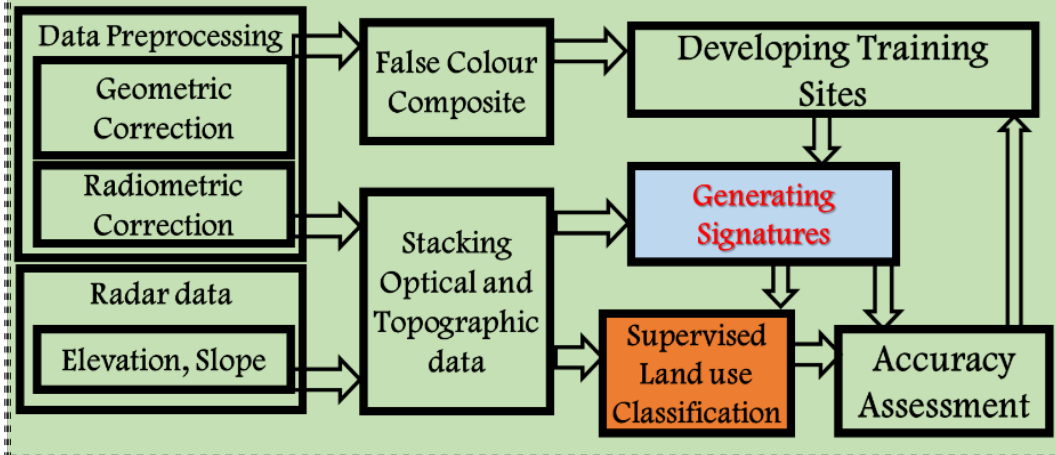 Data Preprocessing
Geometric
Correction
Radiometric
Correction
Radar data
Elevation, Slope
False Colour
Composite
Stacking
Optical and
Topographic
data
Developing Training
Sites
Generating
Signatures
Supervised
Land use
Classification
Accuracy
Assessment